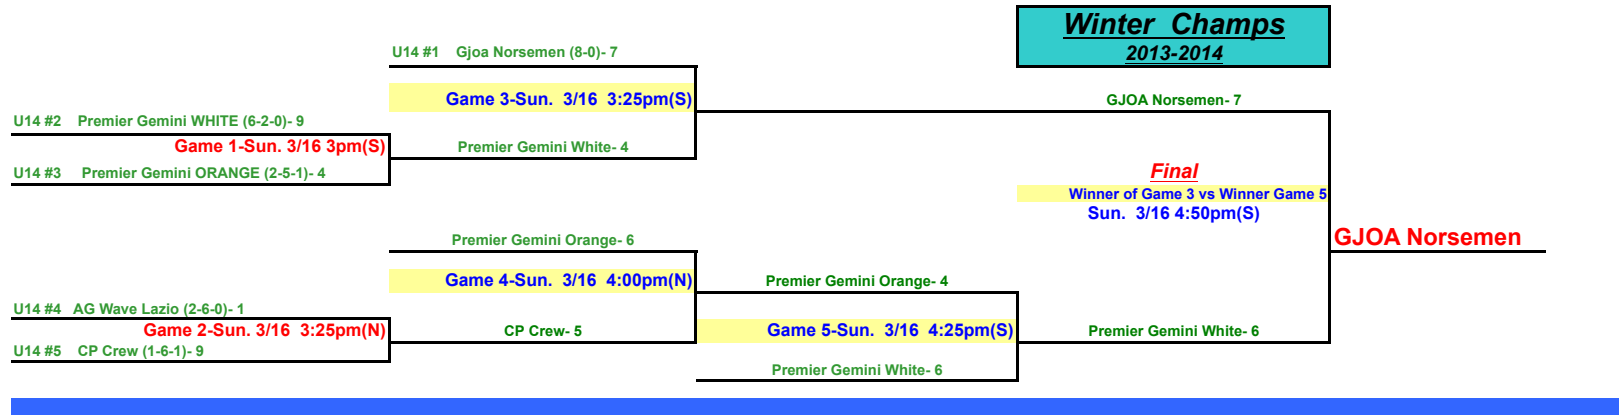 Winter  Champs
2013-2014
U14 #1    Gjoa Norsemen (8-0)- 7
Game 3-Sun.  3/16  3:25pm(S)
GJOA Norsemen- 7
U14 #2    Premier Gemini WHITE (6-2-0)- 9
Game 1-Sun. 3/16 3pm(S)
Premier Gemini White- 4
U14 #3     Premier Gemini ORANGE (2-5-1)- 4
Final
Winner of Game 3 vs Winner Game 5
Sun.  3/16 4:50pm(S)
Premier Gemini Orange- 6
GJOA Norsemen
Game 4-Sun.  3/16  4:00pm(N)
Premier Gemini Orange- 4
U14 #4   AG Wave Lazio (2-6-0)- 1
Game 2-Sun. 3/16  3:25pm(N)
CP Crew- 5
Game 5-Sun.  3/16  4:25pm(S)
Premier Gemini White- 6
U14 #5    CP Crew (1-6-1)- 9
Premier Gemini White- 6